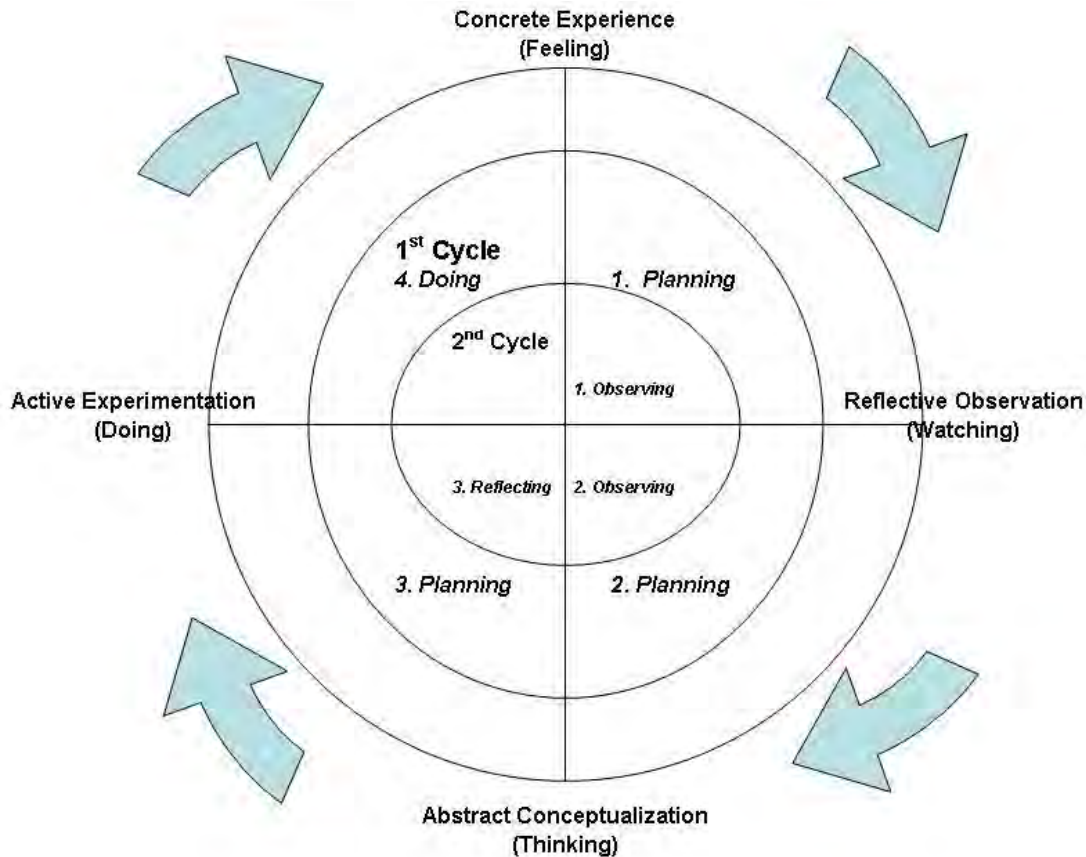 Concrete Experience
(Feeling)
1st Cycle
4. Doing
1. Planning
2nd Cycle
1. Observing
Active Experimentation
(Doing)
Reflective Observation
(Watching)
3. Reflecting
2. Observing
3. Planning
2. Planning
Abstract Conceptualization
(Thinking)